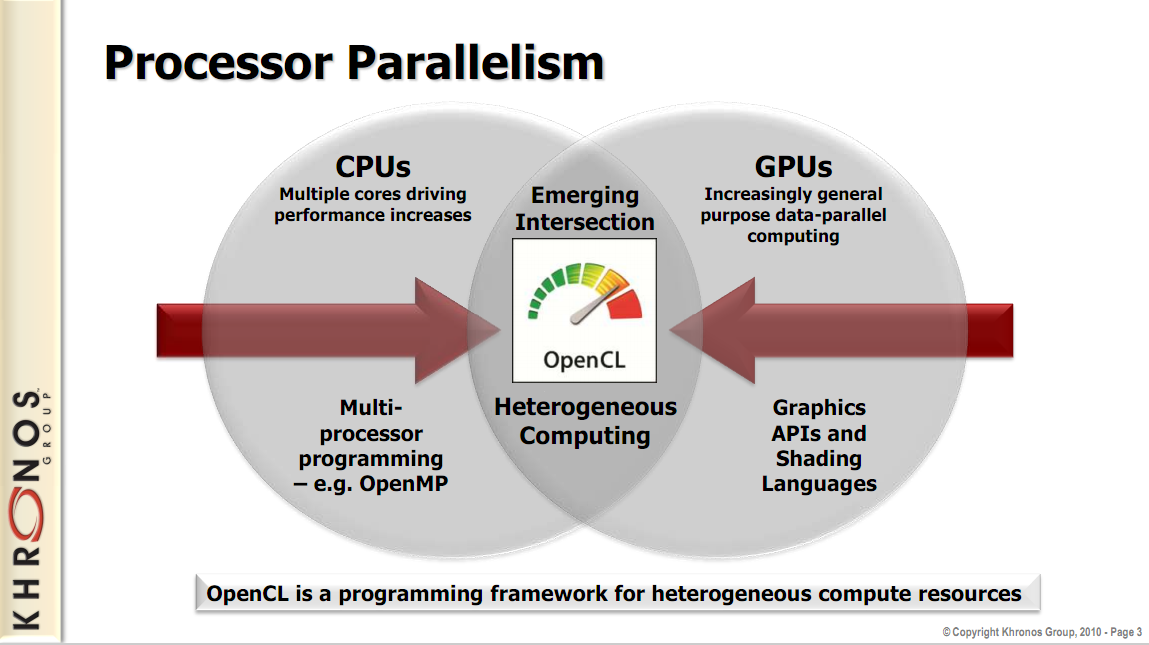 Processor Parallelism
CPUs
Multiple cores driving
performance increases
Emerging
Intersection
GPUs
Increasingly general
purpose data-parallel
computing
OpenCL
Multi-
processor
programming
– e.g. OpenMP
Heterogeneous
Computing
Graphics
APIs and
Shading
Languages
OpenCL is a programming framework for heterogeneous compute resources
© Copyright Khronos Group, 2010 - Page 3
KHRONOS™
GROUP